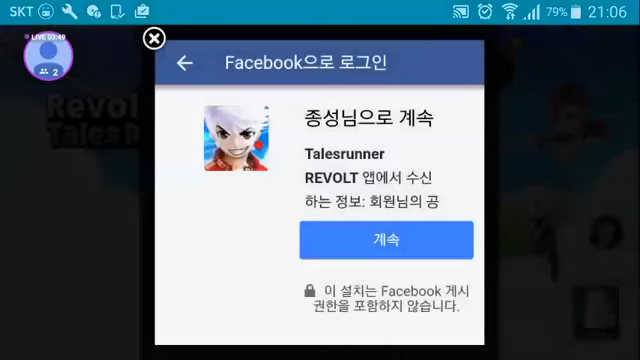 SKT 79% 21:06
LIVE 03:49
2
Facebook으로 로그인
종성님으로 계속
Talesrunner
REVOLT 앱에서 수신
하는 정보: 회원님의 공
계속
이 설치는 Facebook 게시
권한을 포함하지 않습니다.
REVOLT
Tales R